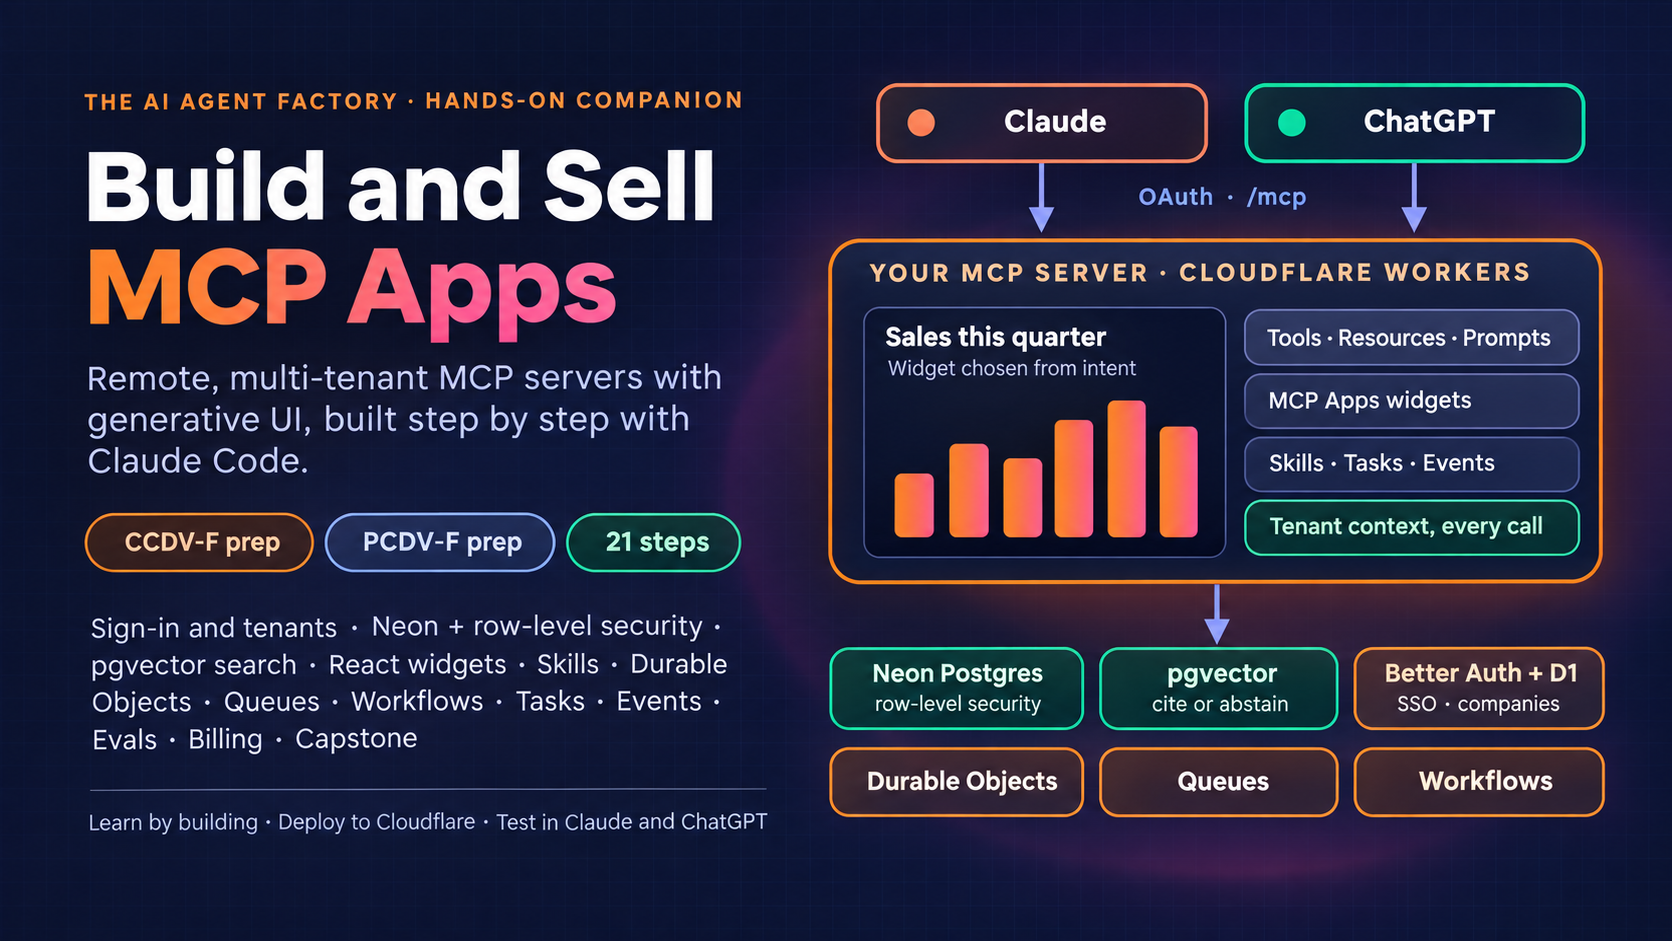 THE AI AGENT FACTORY · HANDS-ON COMPANION
Build and Sell
MCP Apps
Remote, multi-tenant MCP servers with
generative UI, built step by step with
Claude Code.
CCDV-F prep
PCDV-F prep
21 steps
Sign-in and tenants · Neon + row-level security ·
pgvector search · React widgets · Skills · Durable
Objects · Queues · Workflows · Tasks · Events ·
Evals · Billing · Capstone
Learn by building · Deploy to Cloudflare · Test in Claude and ChatGPT
Claude
ChatGPT
OAuth · /mcp
YOUR MCP SERVER · CLOUDFLARE WORKERS
Sales this quarter
Widget chosen from intent
Tools · Resources · Prompts
MCP Apps widgets
Skills · Tasks · Events
Tenant context, every call
Neon Postgres
row-level security
pgvector
cite or abstain
Better Auth + D1
SSO · companies
Durable Objects
Queues
Workflows